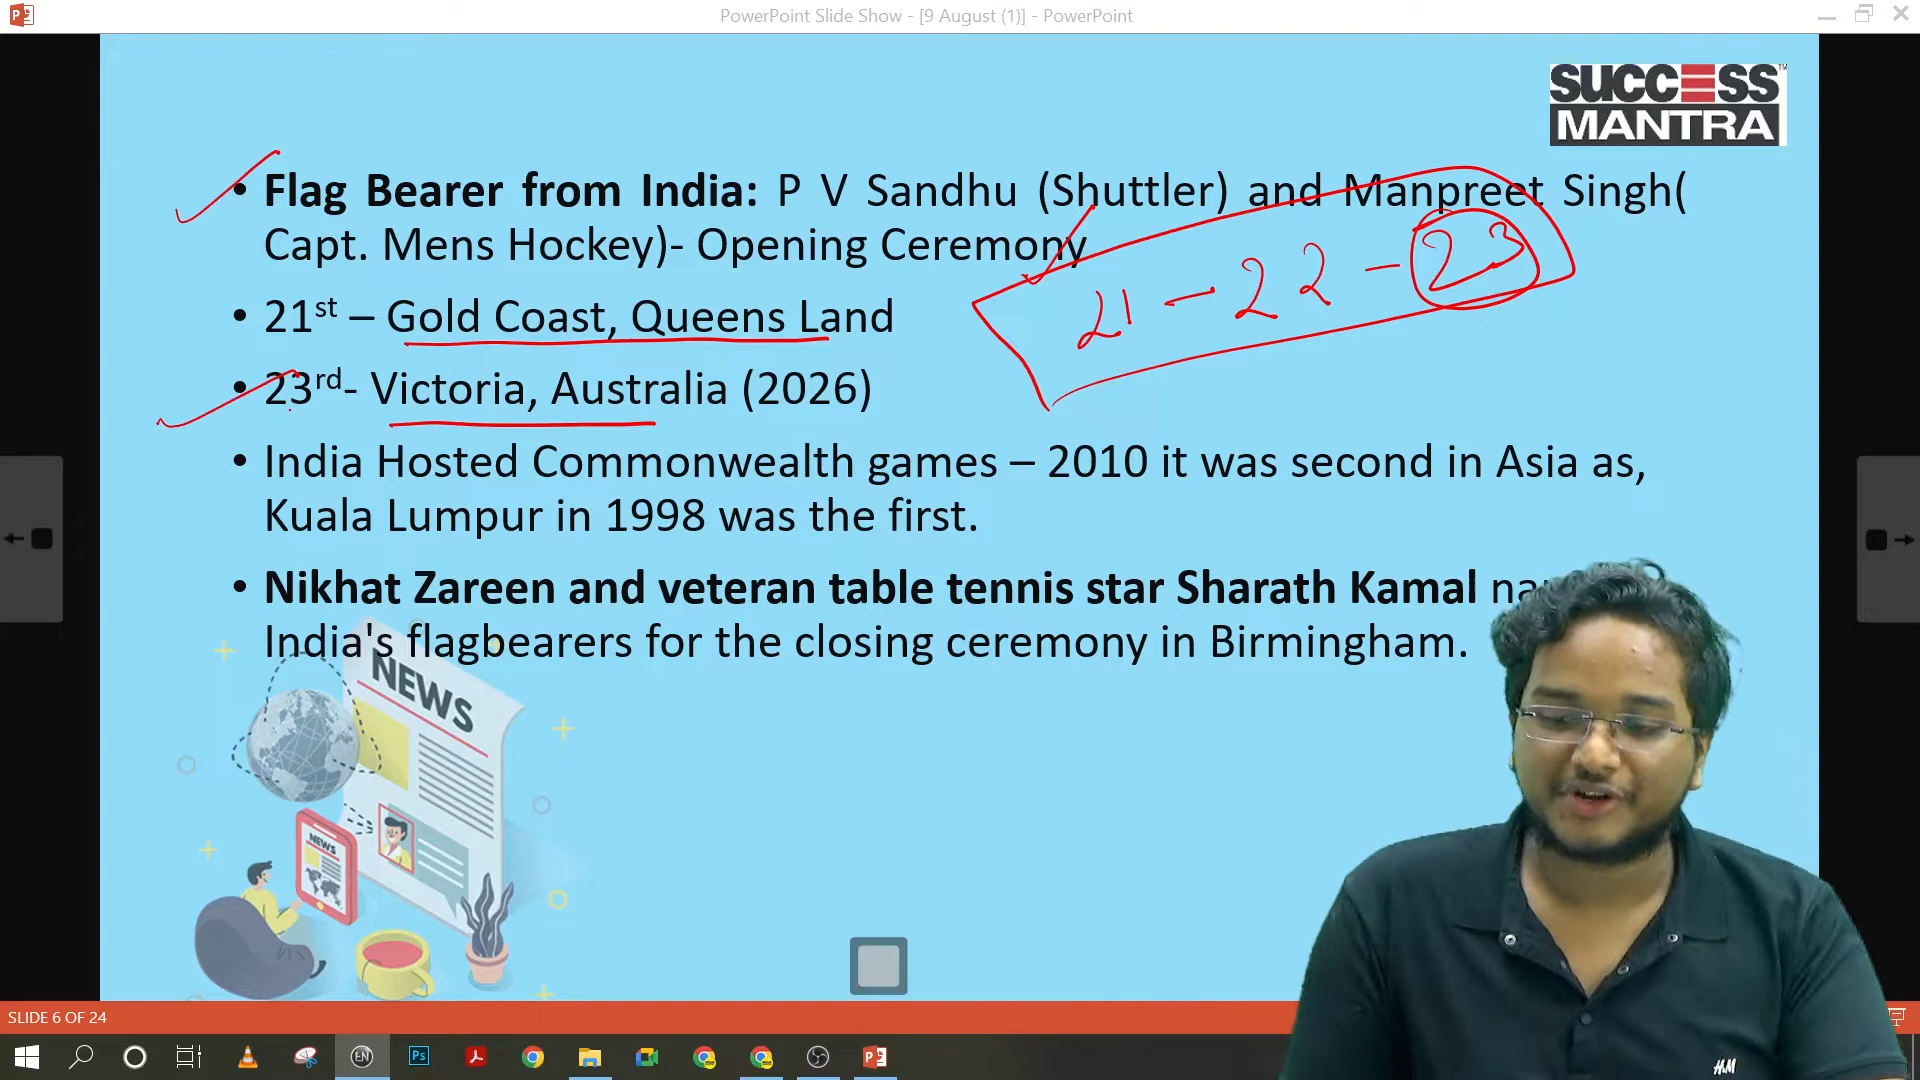 PowerPoint Slide Show - [9 August (1)] - PowerPoint
SUCCESS
MANTRA
• Flag Bearer from India: P V Sandhu (Shuttler) and Manpreet Singh(
Capt. Mens Hockey)- Opening Ceremony
21 – 22 – 23
• 21st – Gold Coast, Queens Land
• 23rd- Victoria, Australia (2026)
• India Hosted Commonwealth games – 2010 it was second in Asia as,
Kuala Lumpur in 1998 was the first.
• Nikhat Zareen and veteran table tennis star Sharath Kamal
India's flagbearers for the closing ceremony in Birmingham.
NEWS
NEWS
SLIDE 6 OF 24
EN
Ps
H&M